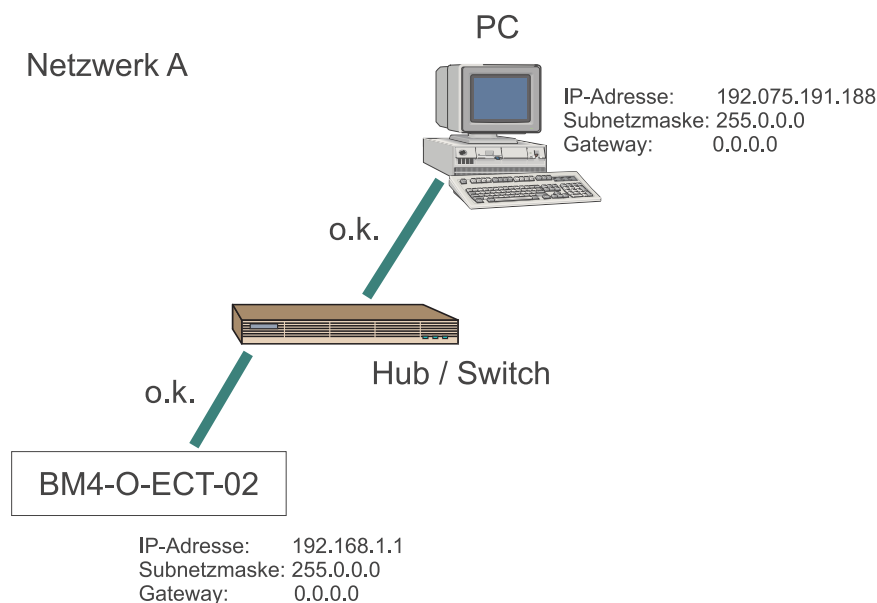 PC
Netzwerk A
IP-Adresse: 192.075.191.188
Subnetzmaske: 255.0.0.0
Gateway: 0.0.0.0
o.k.
Hub / Switch
o.k.
BM4-O-ECT-02
IP-Adresse: 192.168.1.1
Subnetzmaske: 255.0.0.0
Gateway: 0.0.0.0